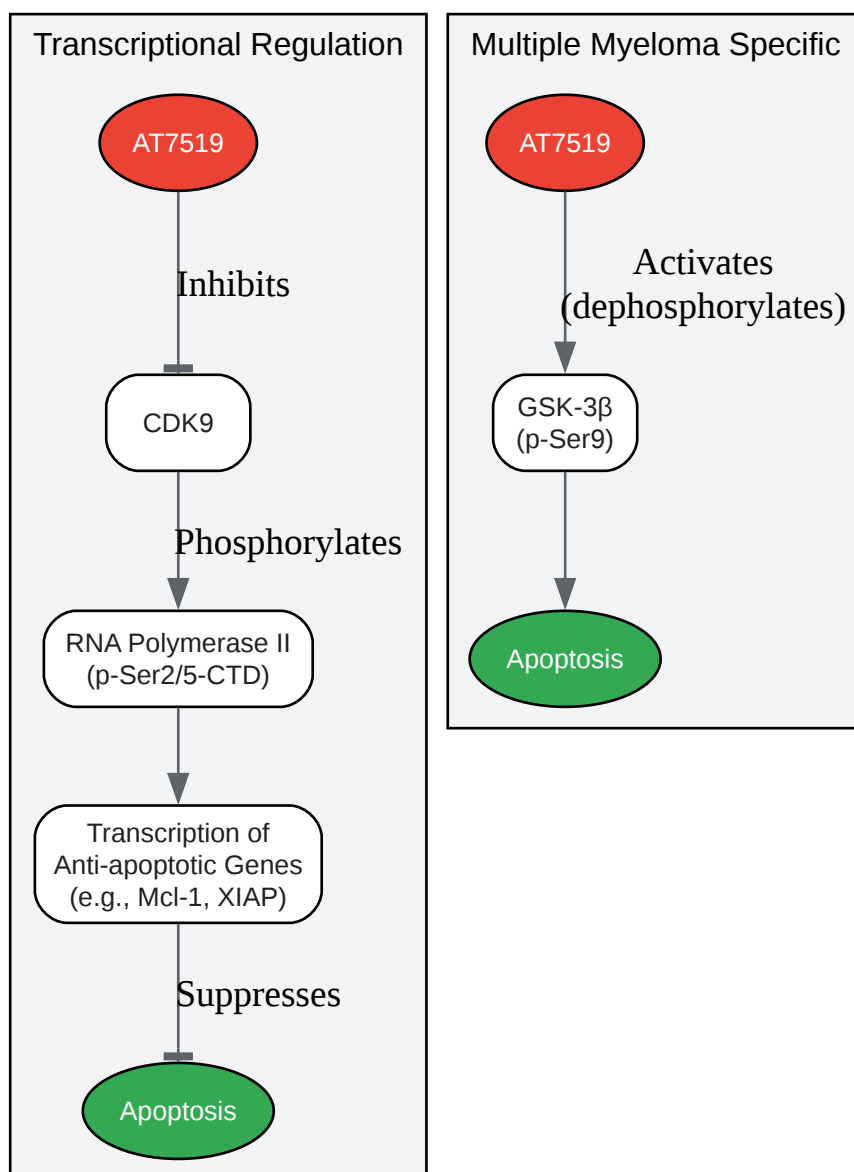 Transcriptional Regulation
AT7519
Inhibits
CDK9
Phosphorylates
RNA Polymerase II
(p-Ser2/5-CTD)
Transcription of
Anti-apoptotic Genes
(e.g., Mcl-1, XIAP)
Suppresses
Apoptosis
Multiple Myeloma Specific
AT7519
Activates
(dephosphorylates)
GSK-3β
(p-Ser9)
Apoptosis